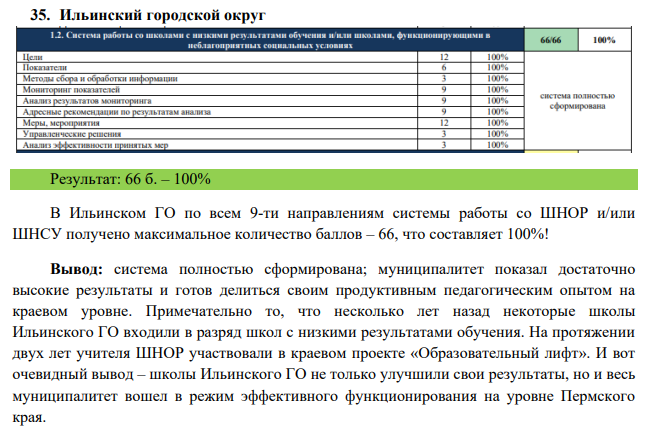 35. Ильинский городской округ
1.2. Система работы со школами с низкими результатами обучения и/или школами, функционирующими в неблагоприятных социальных условиях 66/66 100%
Цели 12 100%
Показатели 6 100%
Методы сбора и обработки информации 3 100%
Мониторинг показателей 9 100%
Анализ результатов мониторинга 9 100%
Адресные рекомендации по результатам анализа 9 100%
Меры, мероприятия 12 100%
Управленческие решения 3 100%
Анализ эффективности принятых мер 3 100%
система полностью
сформирована
Результат: 66 б. – 100%
В Ильинском ГО по всем 9-ти направлениям системы работы со ШНОР и/или
ШНСУ получено максимальное количество баллов – 66, что составляет 100%!
Вывод: система полностью сформирована; муниципалитет показал достаточно
высокие результаты и готов делиться своим продуктивным педагогическим опытом на
краевом уровне. Примечательно то, что несколько лет назад некоторые школы
Ильинского ГО входили в разряд школ с низкими результатами обучения. На протяжении
двух лет учителя ШНОР участвовали в краевом проекте «Образовательный лифт». И вот
очевидный вывод – школы Ильинского ГО не только улучшили свои результаты, но и весь
муниципалитет вошел в режим эффективного функционирования на уровне Пермского
края.